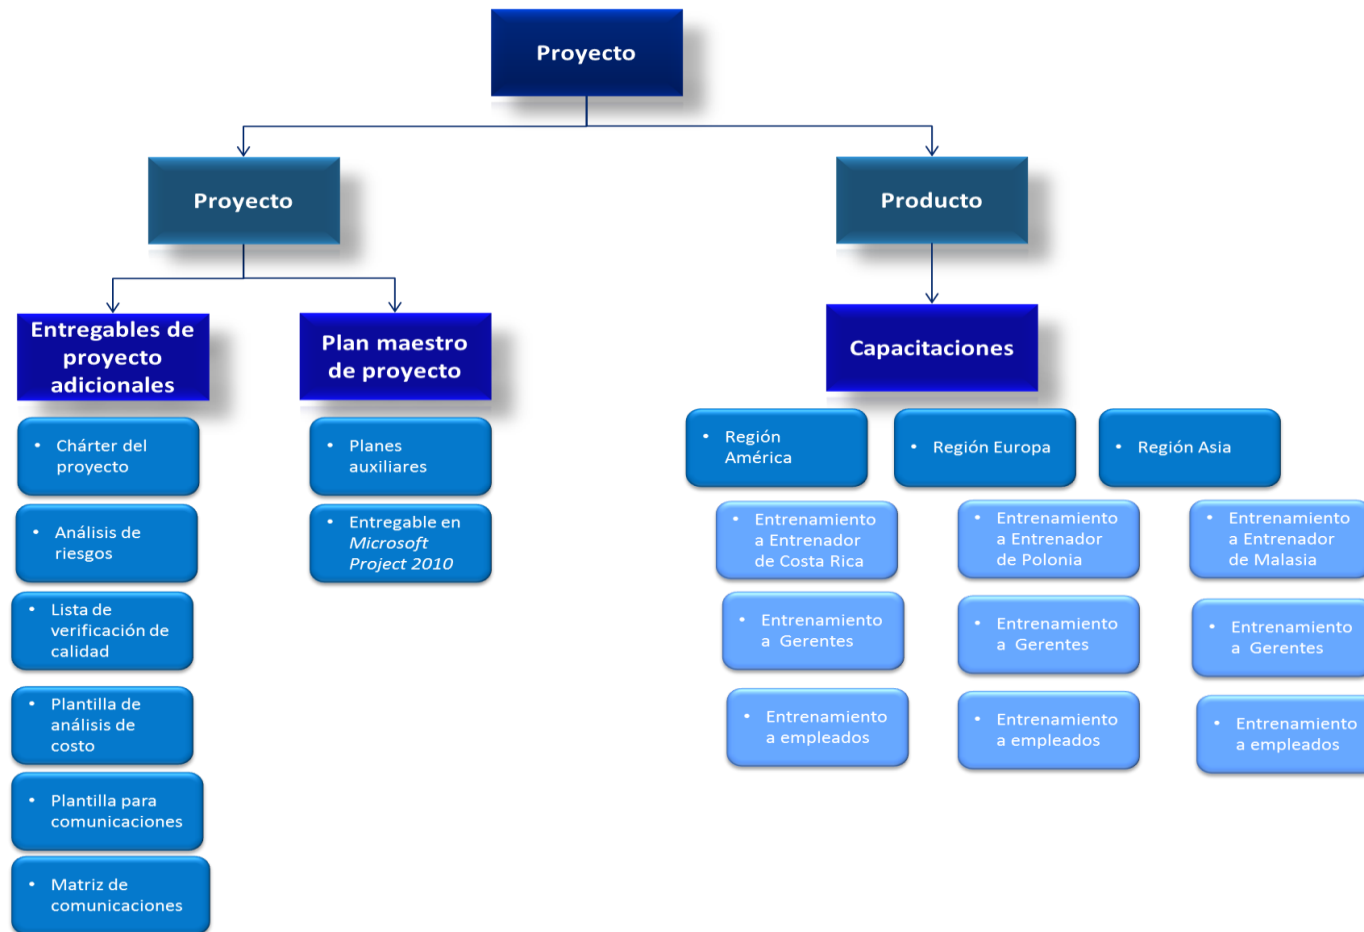 Proyecto
Proyecto
Producto
Entregables de
proyecto
adicionales
Plan maestro
de proyecto
Capacitaciones
• Chárter del
proyecto
• Análisis de
riesgos
• Lista de
verificación de
calidad
• Plantilla de
análisis de
costo
• Plantilla para
comunicaciones
• Matriz de
comunicaciones
• Planes
auxiliares
• Entregable en
Microsoft
Project 2010
• Región
América
• Región Europa
• Región Asia
• Entrenamiento
a Entrenador
de Costa Rica
• Entrenamiento
a Entrenador
de Polonia
• Entrenamiento
a Entrenador
de Malasia
• Entrenamiento
a Gerentes
• Entrenamiento
a Gerentes
• Entrenamiento
a Gerentes
• Entrenamiento
a empleados
• Entrenamiento
a empleados
• Entrenamiento
a empleados